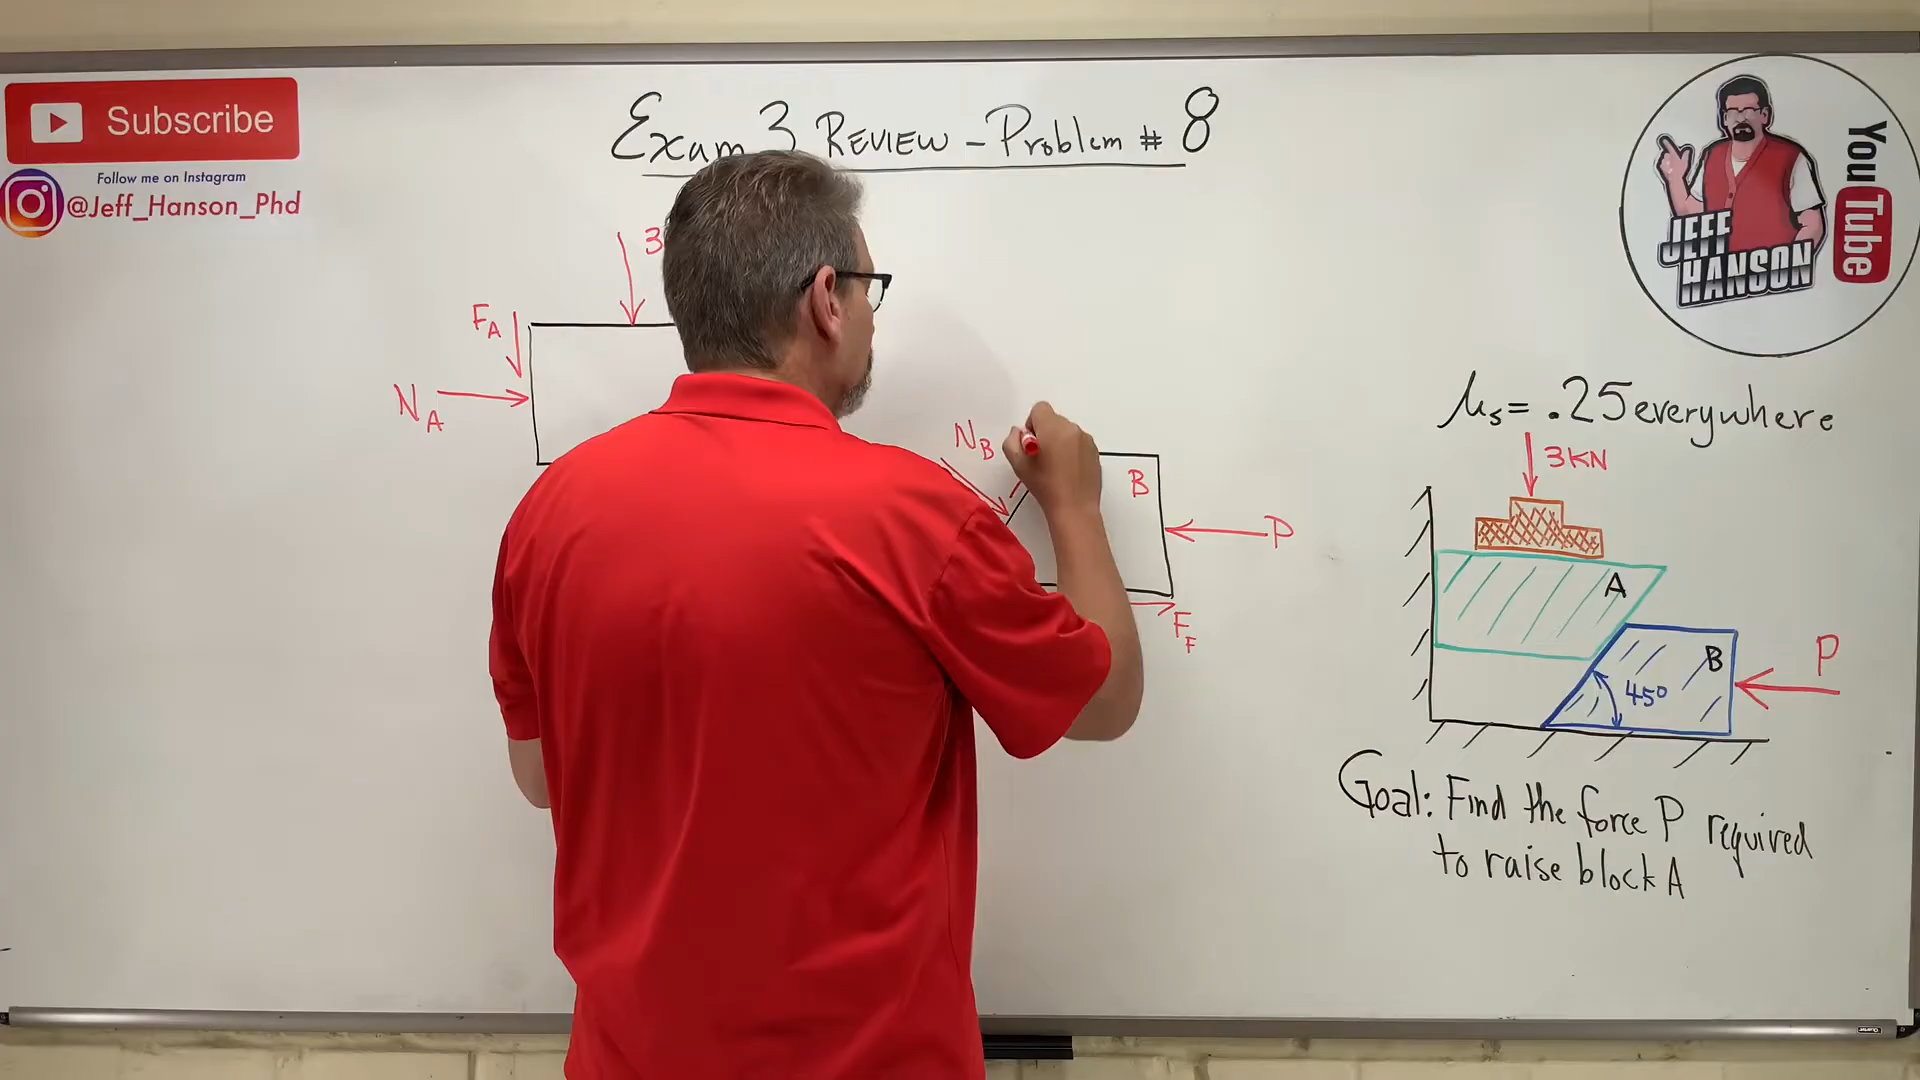 Subscribe
Follow me on Instagram
@Jeff_Hanson_Phd
Exam 3 REVIEW - Problem # 8
YouTube
JEFF
HANSON
3
F_A
N_A
N_B
B
P
F_F
μs = .25 everywhere
3KN
A
B
P
45°
Goal: Find the force P required
to raise block A